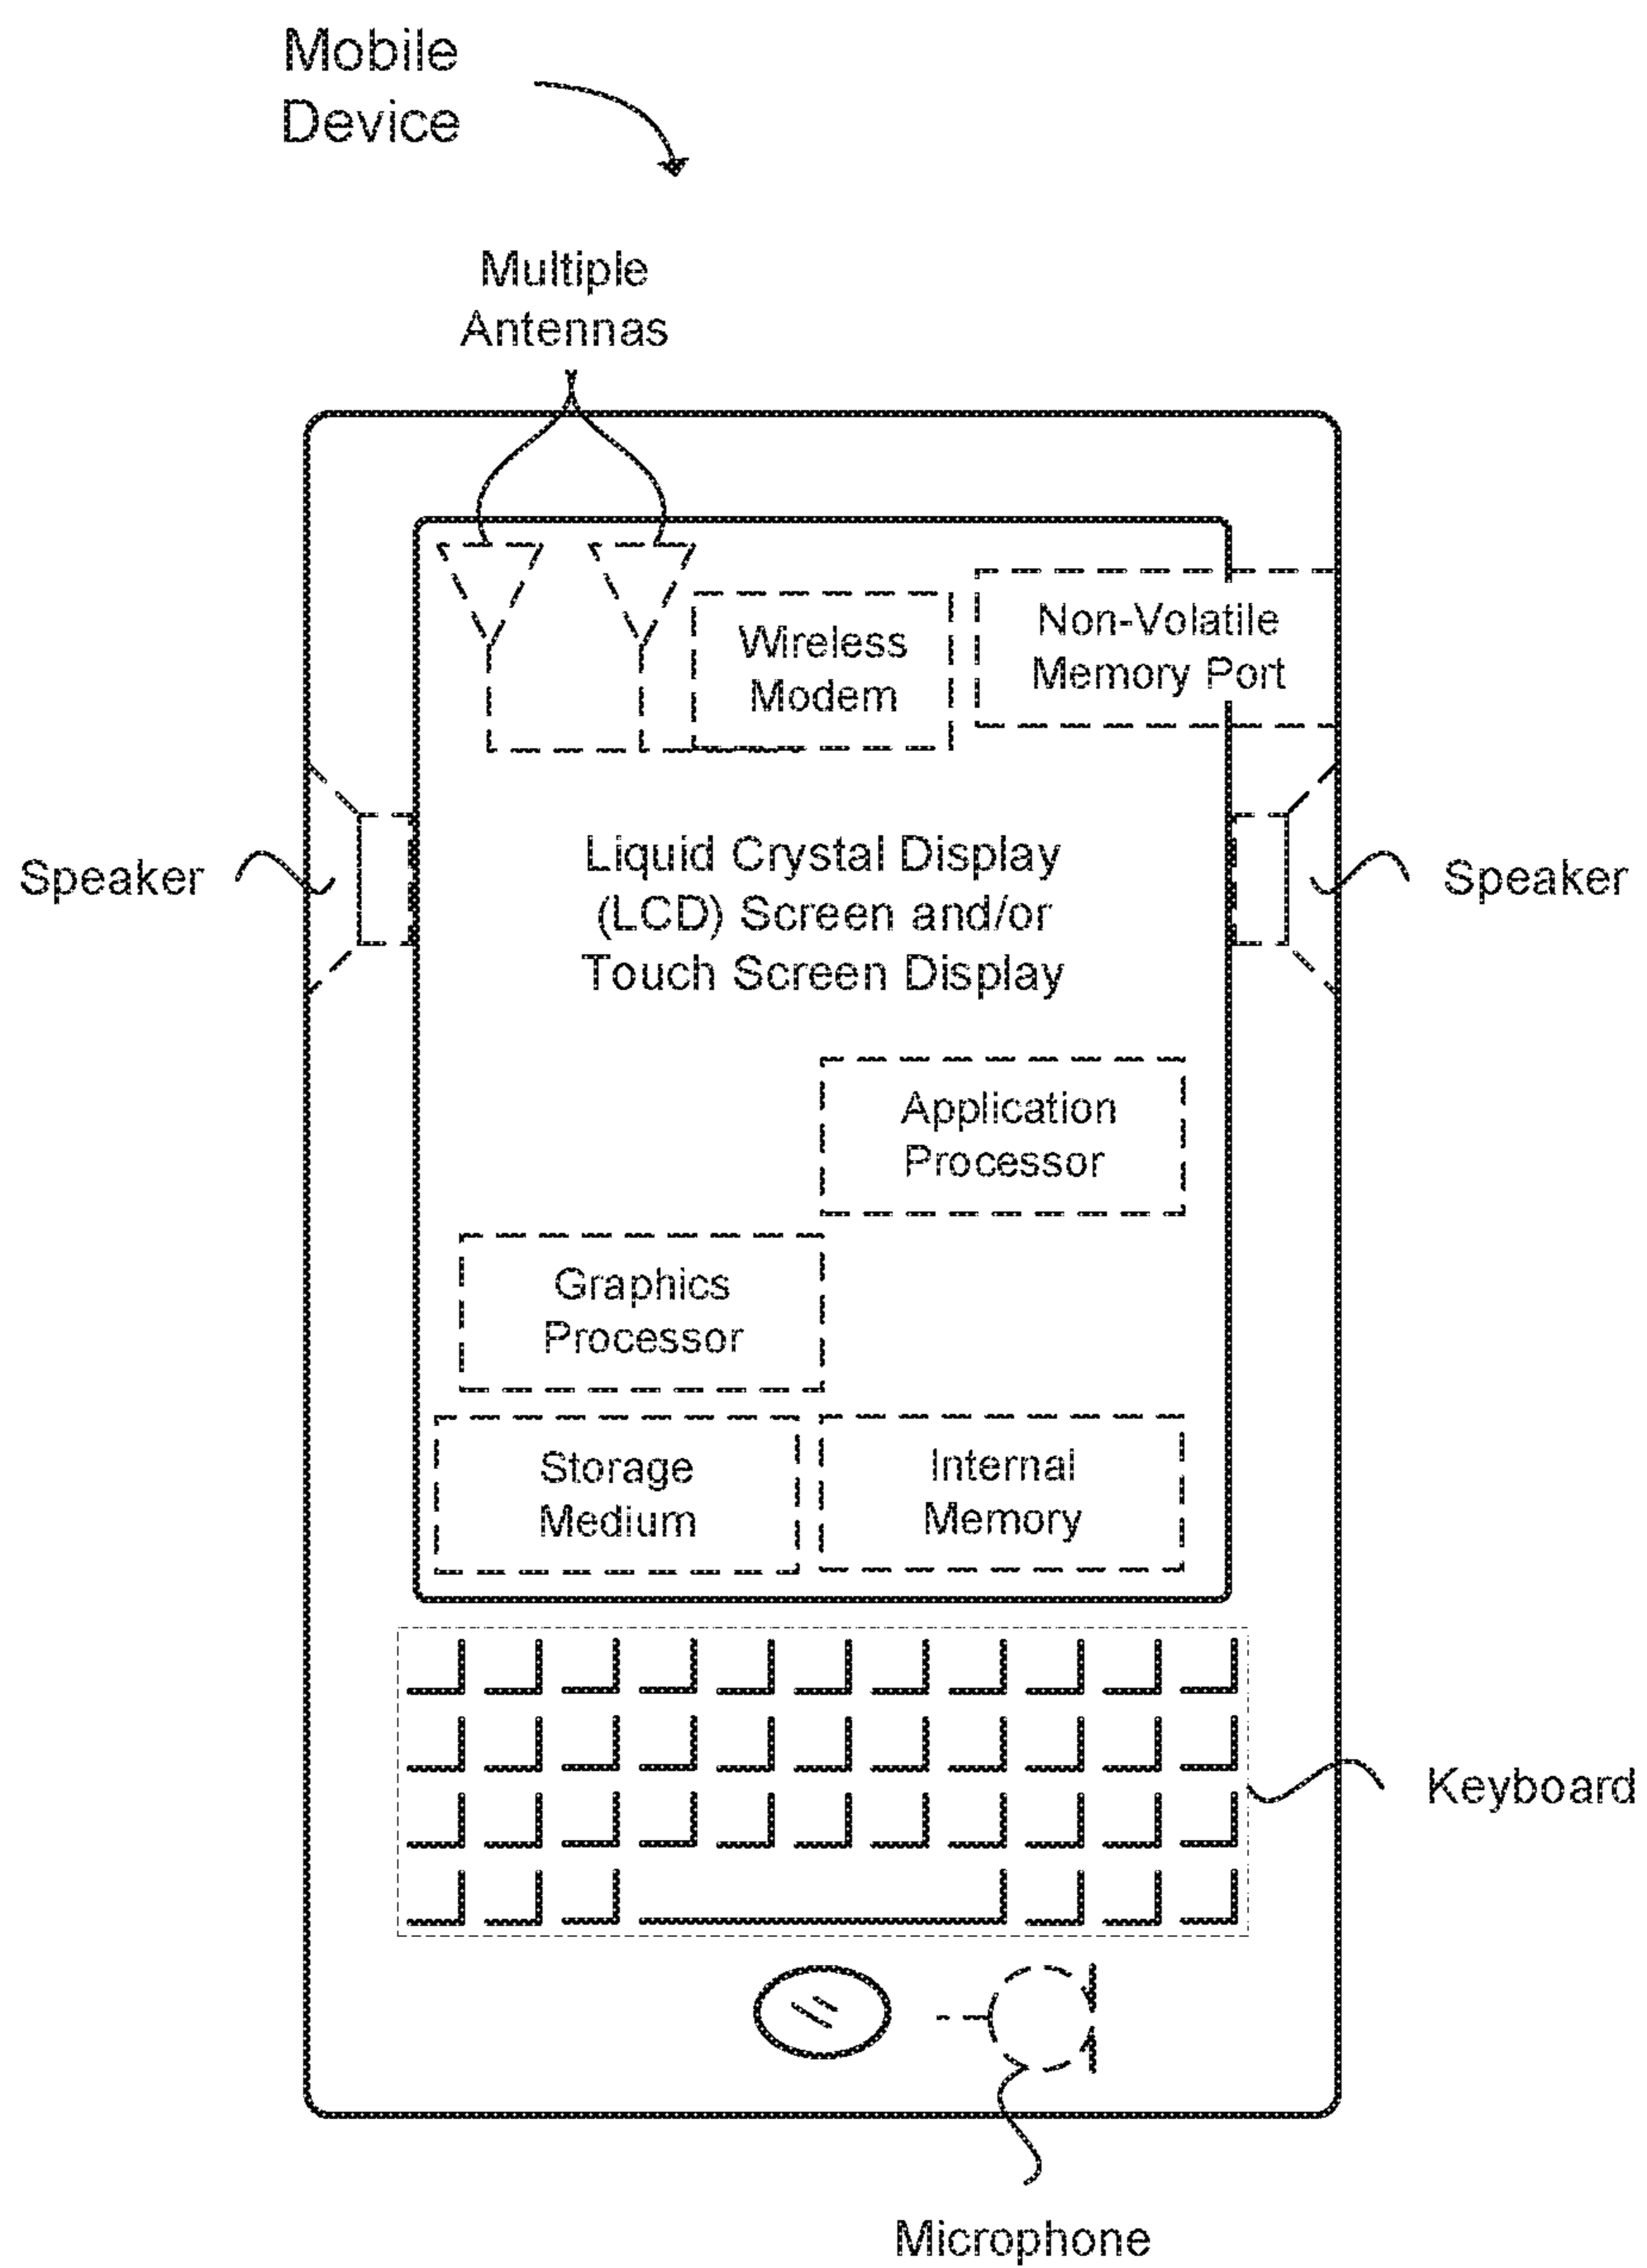 Mobile
Device
Multiple
Antennas
Wireless
Modem
Non-Volatile
Memory Port
Speaker
Liquid Crystal Display
(LCD) Screen and/or
Touch Screen Display
Speaker
Application
Processor
Graphics
Processor
Storage
Medium
Internal
Memory
Keyboard
Microphone